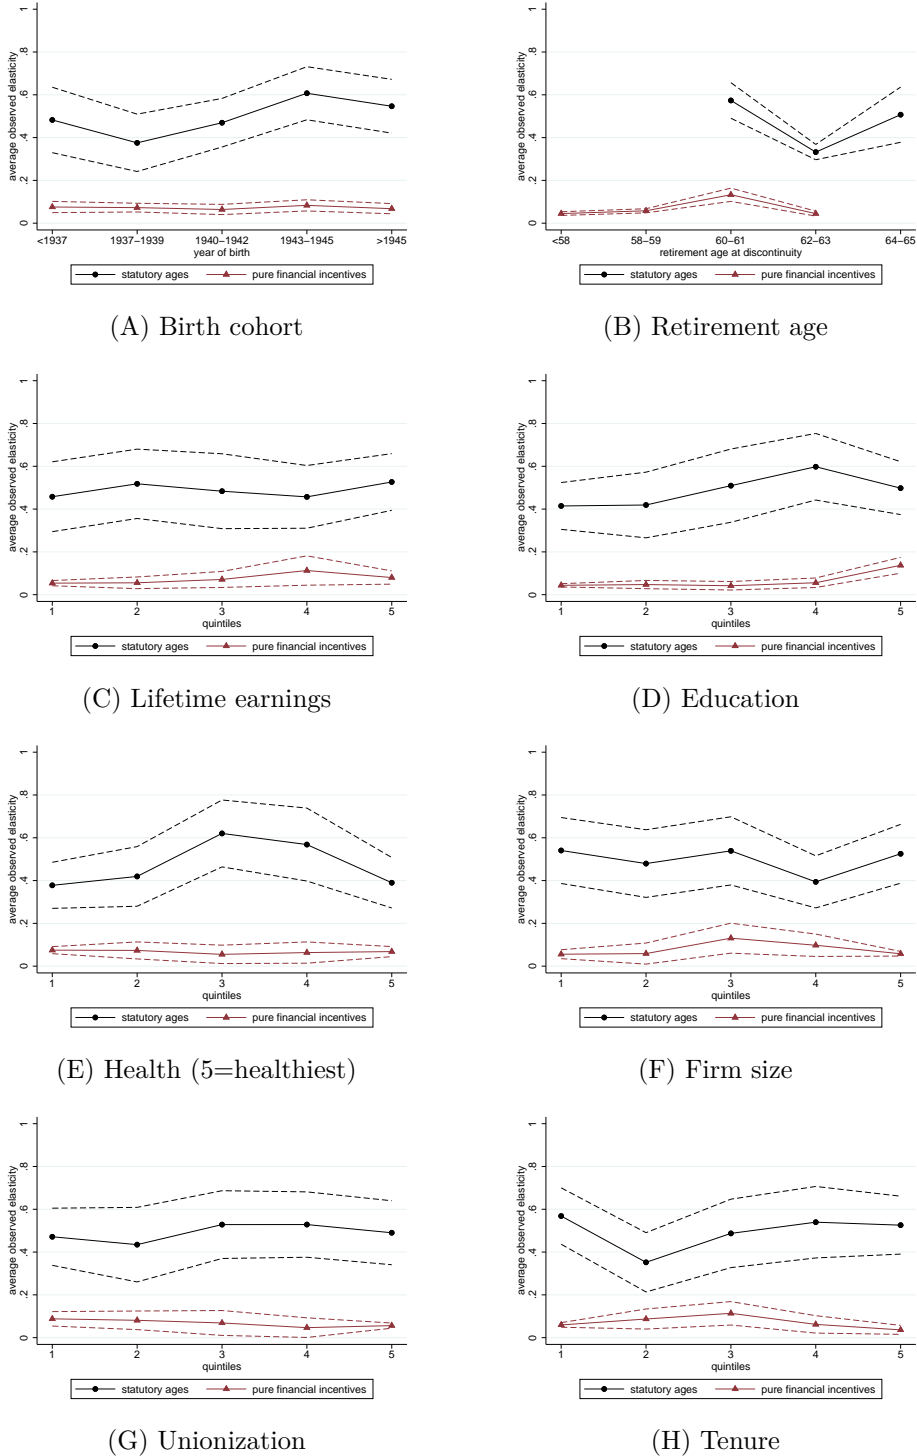 1
.8
.6
.4
.2
0
average observed elasticity
<1937 1937−1939 1940−1942 1943−1945 >1945
year of birth
statutory ages pure financial incentives
(A) Birth cohort
1
.8
.6
.4
.2
0
average observed elasticity
<58 58−59 60−61 62−63 64−65
retirement age at discontinuity
statutory ages pure financial incentives
(B) Retirement age
1
.8
.6
.4
.2
0
average observed elasticity
1 2 3 4 5
quintiles
statutory ages pure financial incentives
(C) Lifetime earnings
1
.8
.6
.4
.2
0
average observed elasticity
1 2 3 4 5
quintiles
statutory ages pure financial incentives
(D) Education
1
.8
.6
.4
.2
0
average observed elasticity
1 2 3 4 5
quintiles
statutory ages pure financial incentives
(E) Health (5=healthiest)
1
.8
.6
.4
.2
0
average observed elasticity
1 2 3 4 5
quintiles
statutory ages pure financial incentives
(F) Firm size
1
.8
.6
.4
.2
0
average observed elasticity
1 2 3 4 5
quintiles
statutory ages pure financial incentives
(G) Unionization
1
.8
.6
.4
.2
0
average observed elasticity
1 2 3 4 5
quintiles
statutory ages pure financial incentives
(H) Tenure